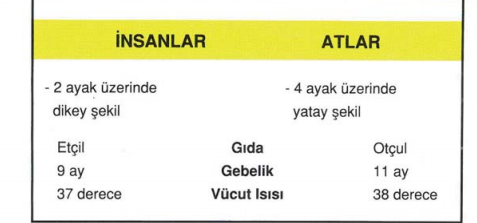 İNSANLAR ATLAR
- 2 ayak üzerinde - 4 ayak üzerinde
dikey şekil yatay şekil
Etçil Gıda Otçul
9 ay Gebelik 11 ay
37 derece Vücut Isısı 38 derece